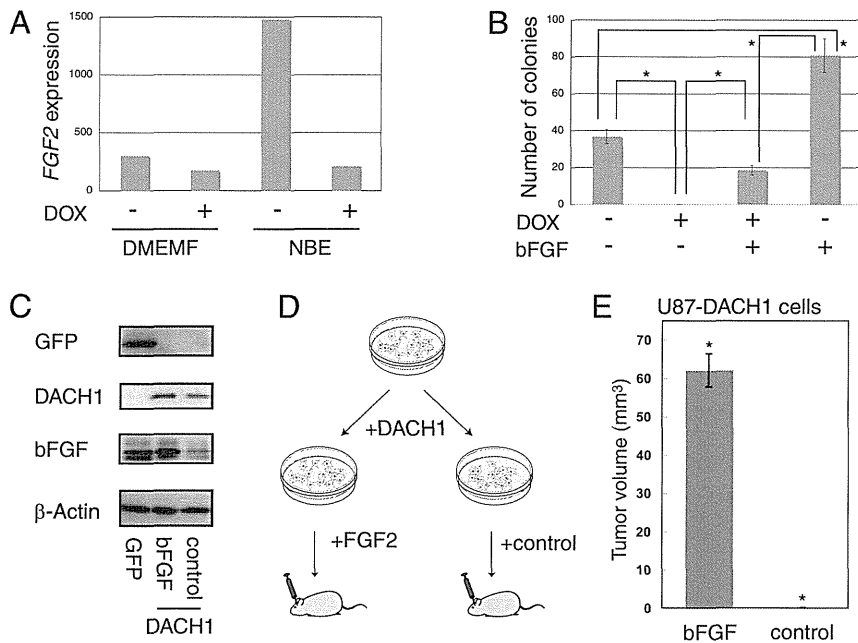 A
FGF2 expression
1500
1000
500
0
DOX - + - +
DMEMF NBE
B
Number of colonies
100
80
60
40
20
0
* * * *
DOX - + + -
bFGF - - + +
C
GFP
DACH1
bFGF
β-Actin
GFP
bFGF
control
DACH1
D
+DACH1
+FGF2
+control
E
U87-DACH1 cells
Tumor volume (mm³)
70
60
50
40
30
20
10
0
*
*
bFGF control